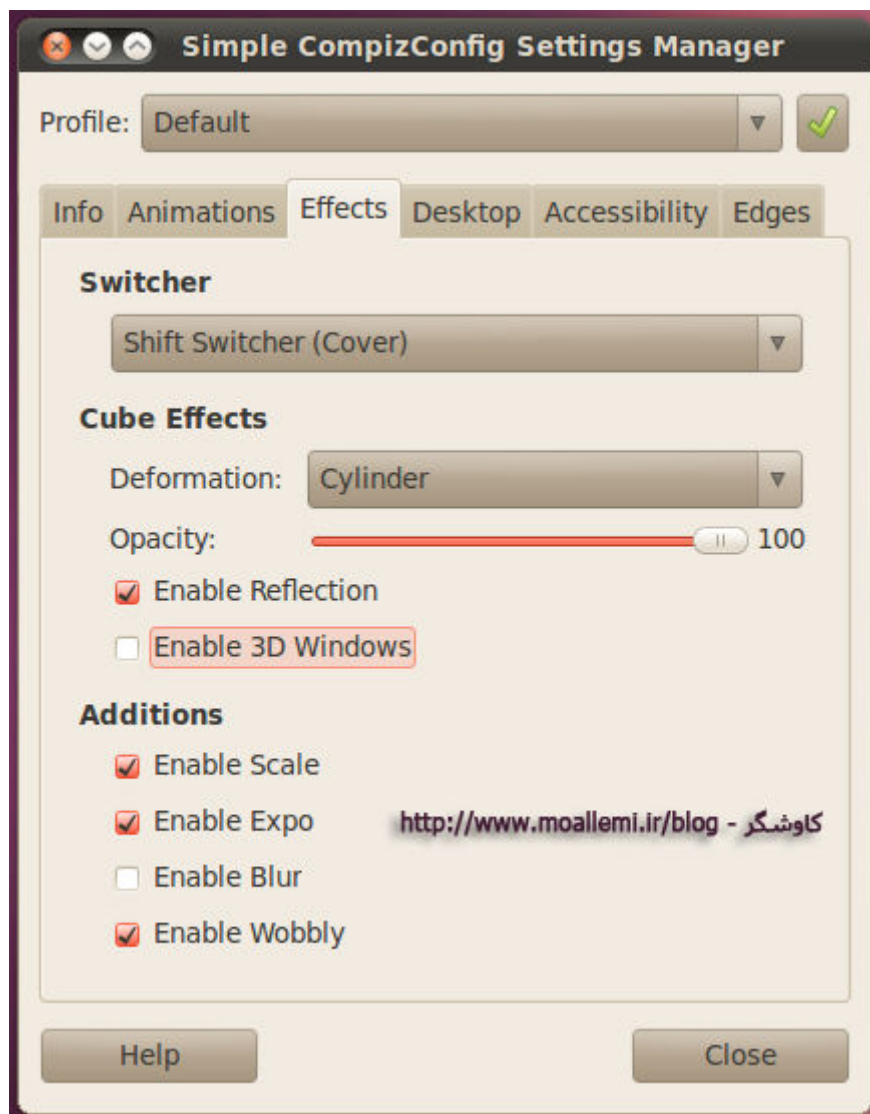 Simple CompizConfig Settings Manager
Profile: Default
Info Animations Effects Desktop Accessibility Edges
Switcher
Shift Switcher (Cover)
Cube Effects
Deformation: Cylinder
Opacity: 100
Enable Reflection
Enable 3D Windows
Additions
Enable Scale
Enable Expo
http://www.moallemi.ir/blog - کاوشگر
Enable Blur
Enable Wobbly
Help Close